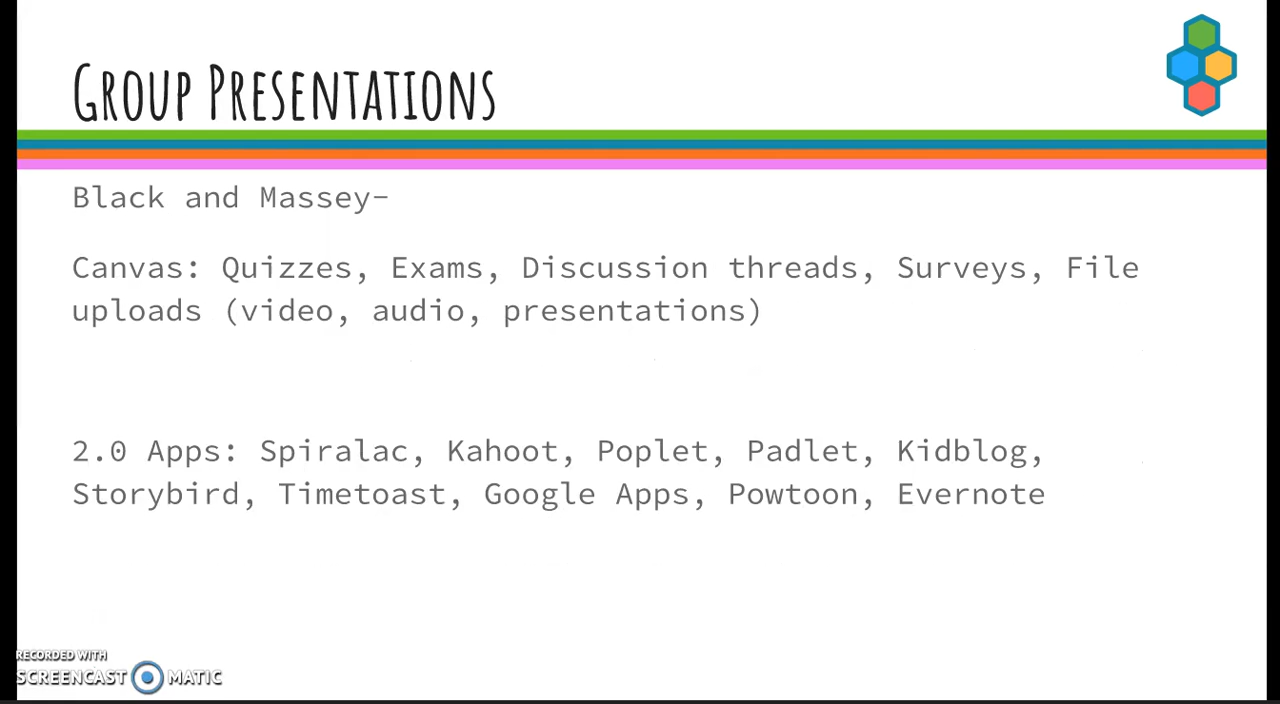 Group Presentations
Black and Massey-
Canvas: Quizzes, Exams, Discussion threads, Surveys, File
uploads (video, audio, presentations)
2.0 Apps: Spiralac, Kahoot, Poplet, Padlet, Kidblog,
Storybird, Timetoast, Google Apps, Powtoon, Evernote
RECORDED WITH
SCREENCAST MATIC